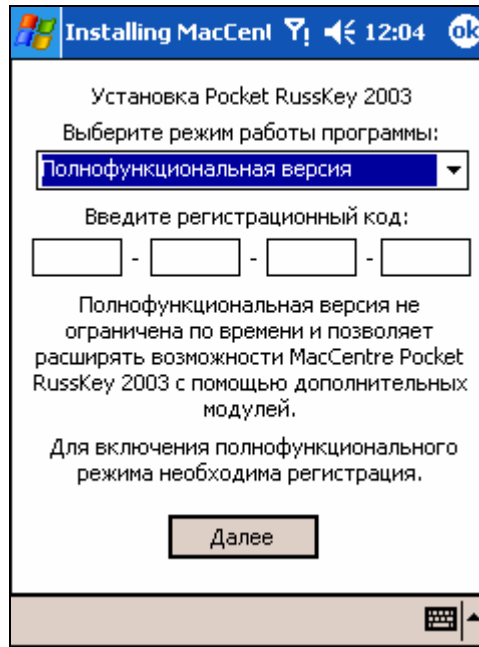 Installing MacCent 12:04 ok
Установка Pocket RussKey 2003
Выберите режим работы программы:
Полнофункциональная версия
Введите регистрационный код:
- - -
Полнофункциональная версия не
ограничена по времени и позволяет
расширять возможности MacCentre Pocket
RussKey 2003 с помощью дополнительных
модулей.
Для включения полнофункционального
режима необходима регистрация.
Далее